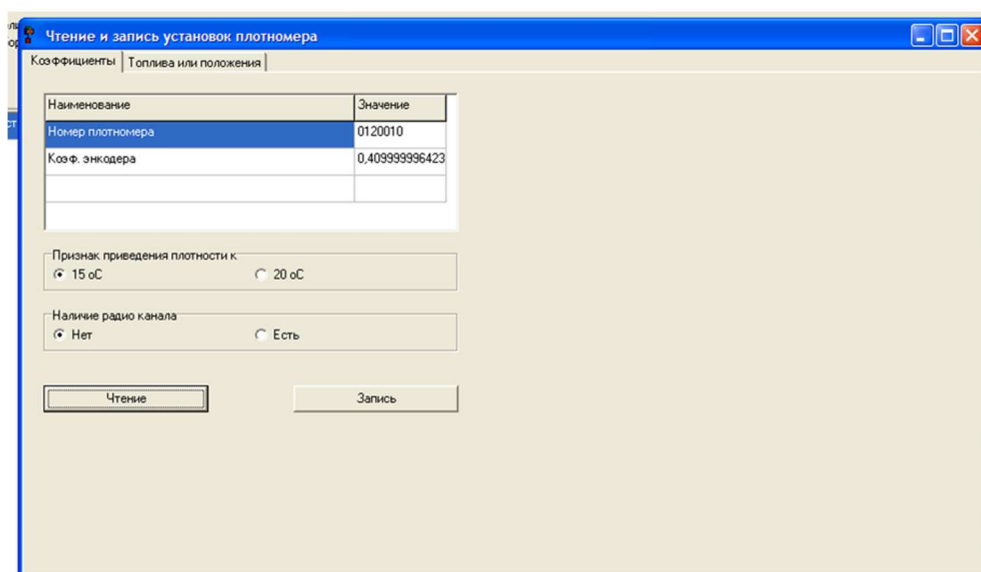 Чтение и запись установок плотномера
Коэффициенты Топлива или положения
Наименование Значение
Номер плотномера 0120010
Коэф. энкодера 0,409999996423
Признак приведения плотности к
15 оС 20 оС
Наличие радио канала
Нет Есть
Чтение Запись